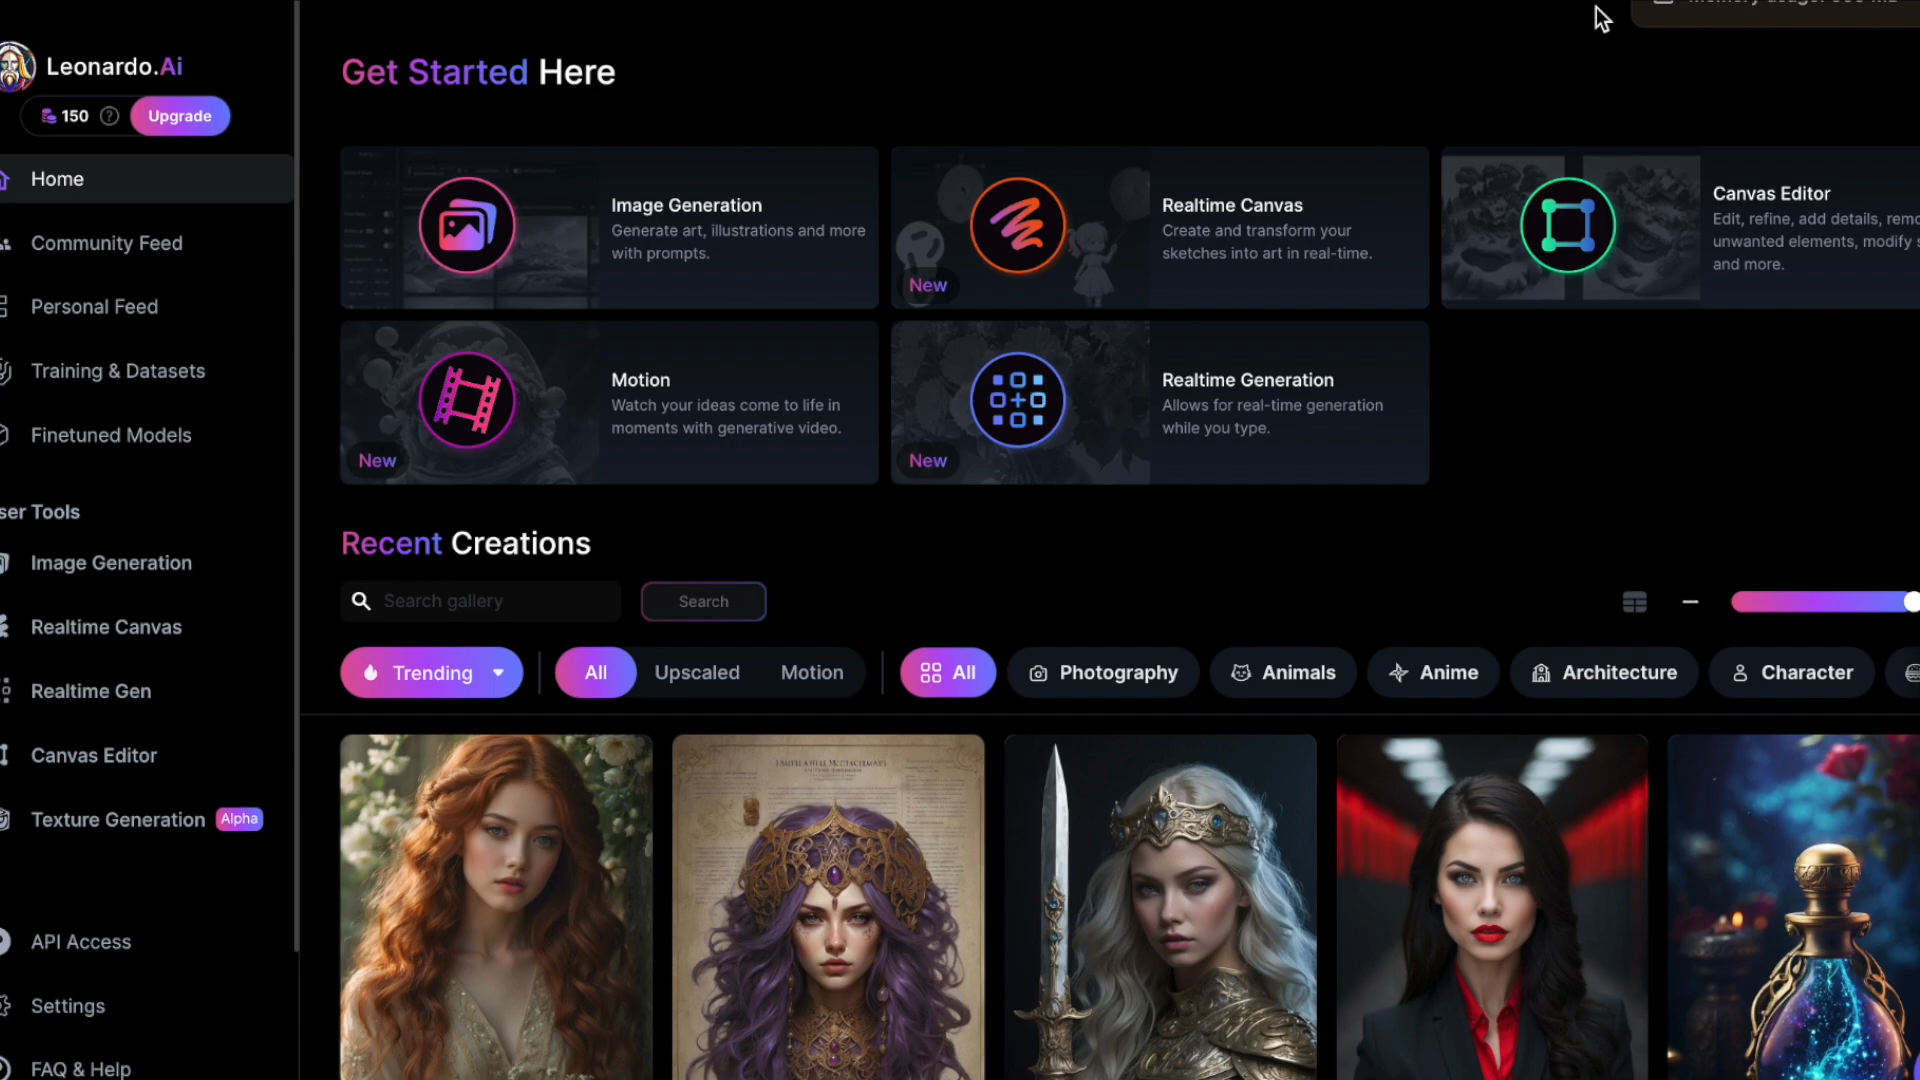 Leonardo.Ai
150 ? Upgrade
Home
Community Feed
Personal Feed
Training & Datasets
Finetuned Models
ser Tools
Image Generation
Realtime Canvas
Realtime Gen
Canvas Editor
Texture Generation Alpha
API Access
Settings
FAQ & Help
Get Started Here
Image Generation
Generate art, illustrations and more
with prompts.
New
Realtime Canvas
Create and transform your
sketches into art in real-time.
Canvas Editor
Edit, refine, add details, remo
unwanted elements, modify s
and more.
New
Motion
Watch your ideas come to life in
moments with generative video.
New
Realtime Generation
Allows for real-time generation
while you type.
Recent Creations
Search gallery Search
Trending All Upscaled Motion All Photography Animals Anime Architecture Character